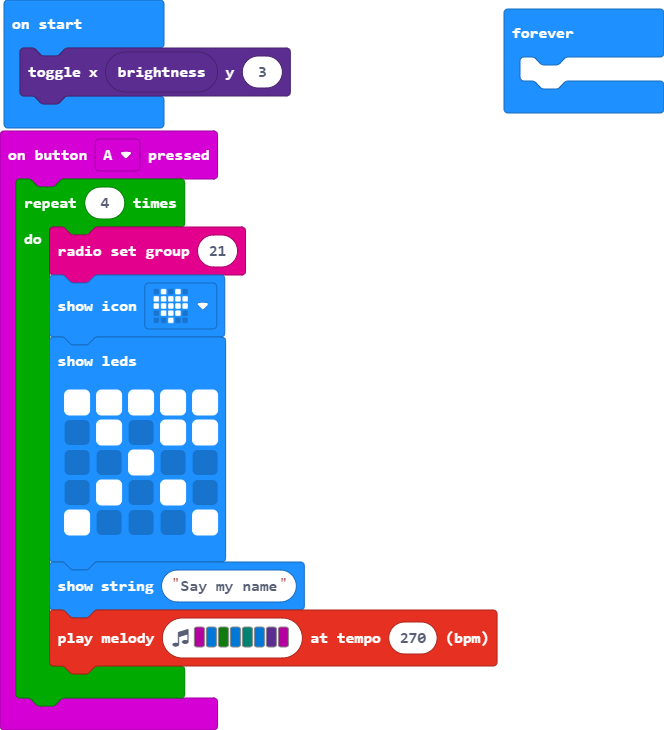 on start
forever
toggle x brightness y 3
on button A pressed
repeat 4 times
do
radio set group 21
show icon
show leds
show string "Say my name"
play melody at tempo 270 (bpm)